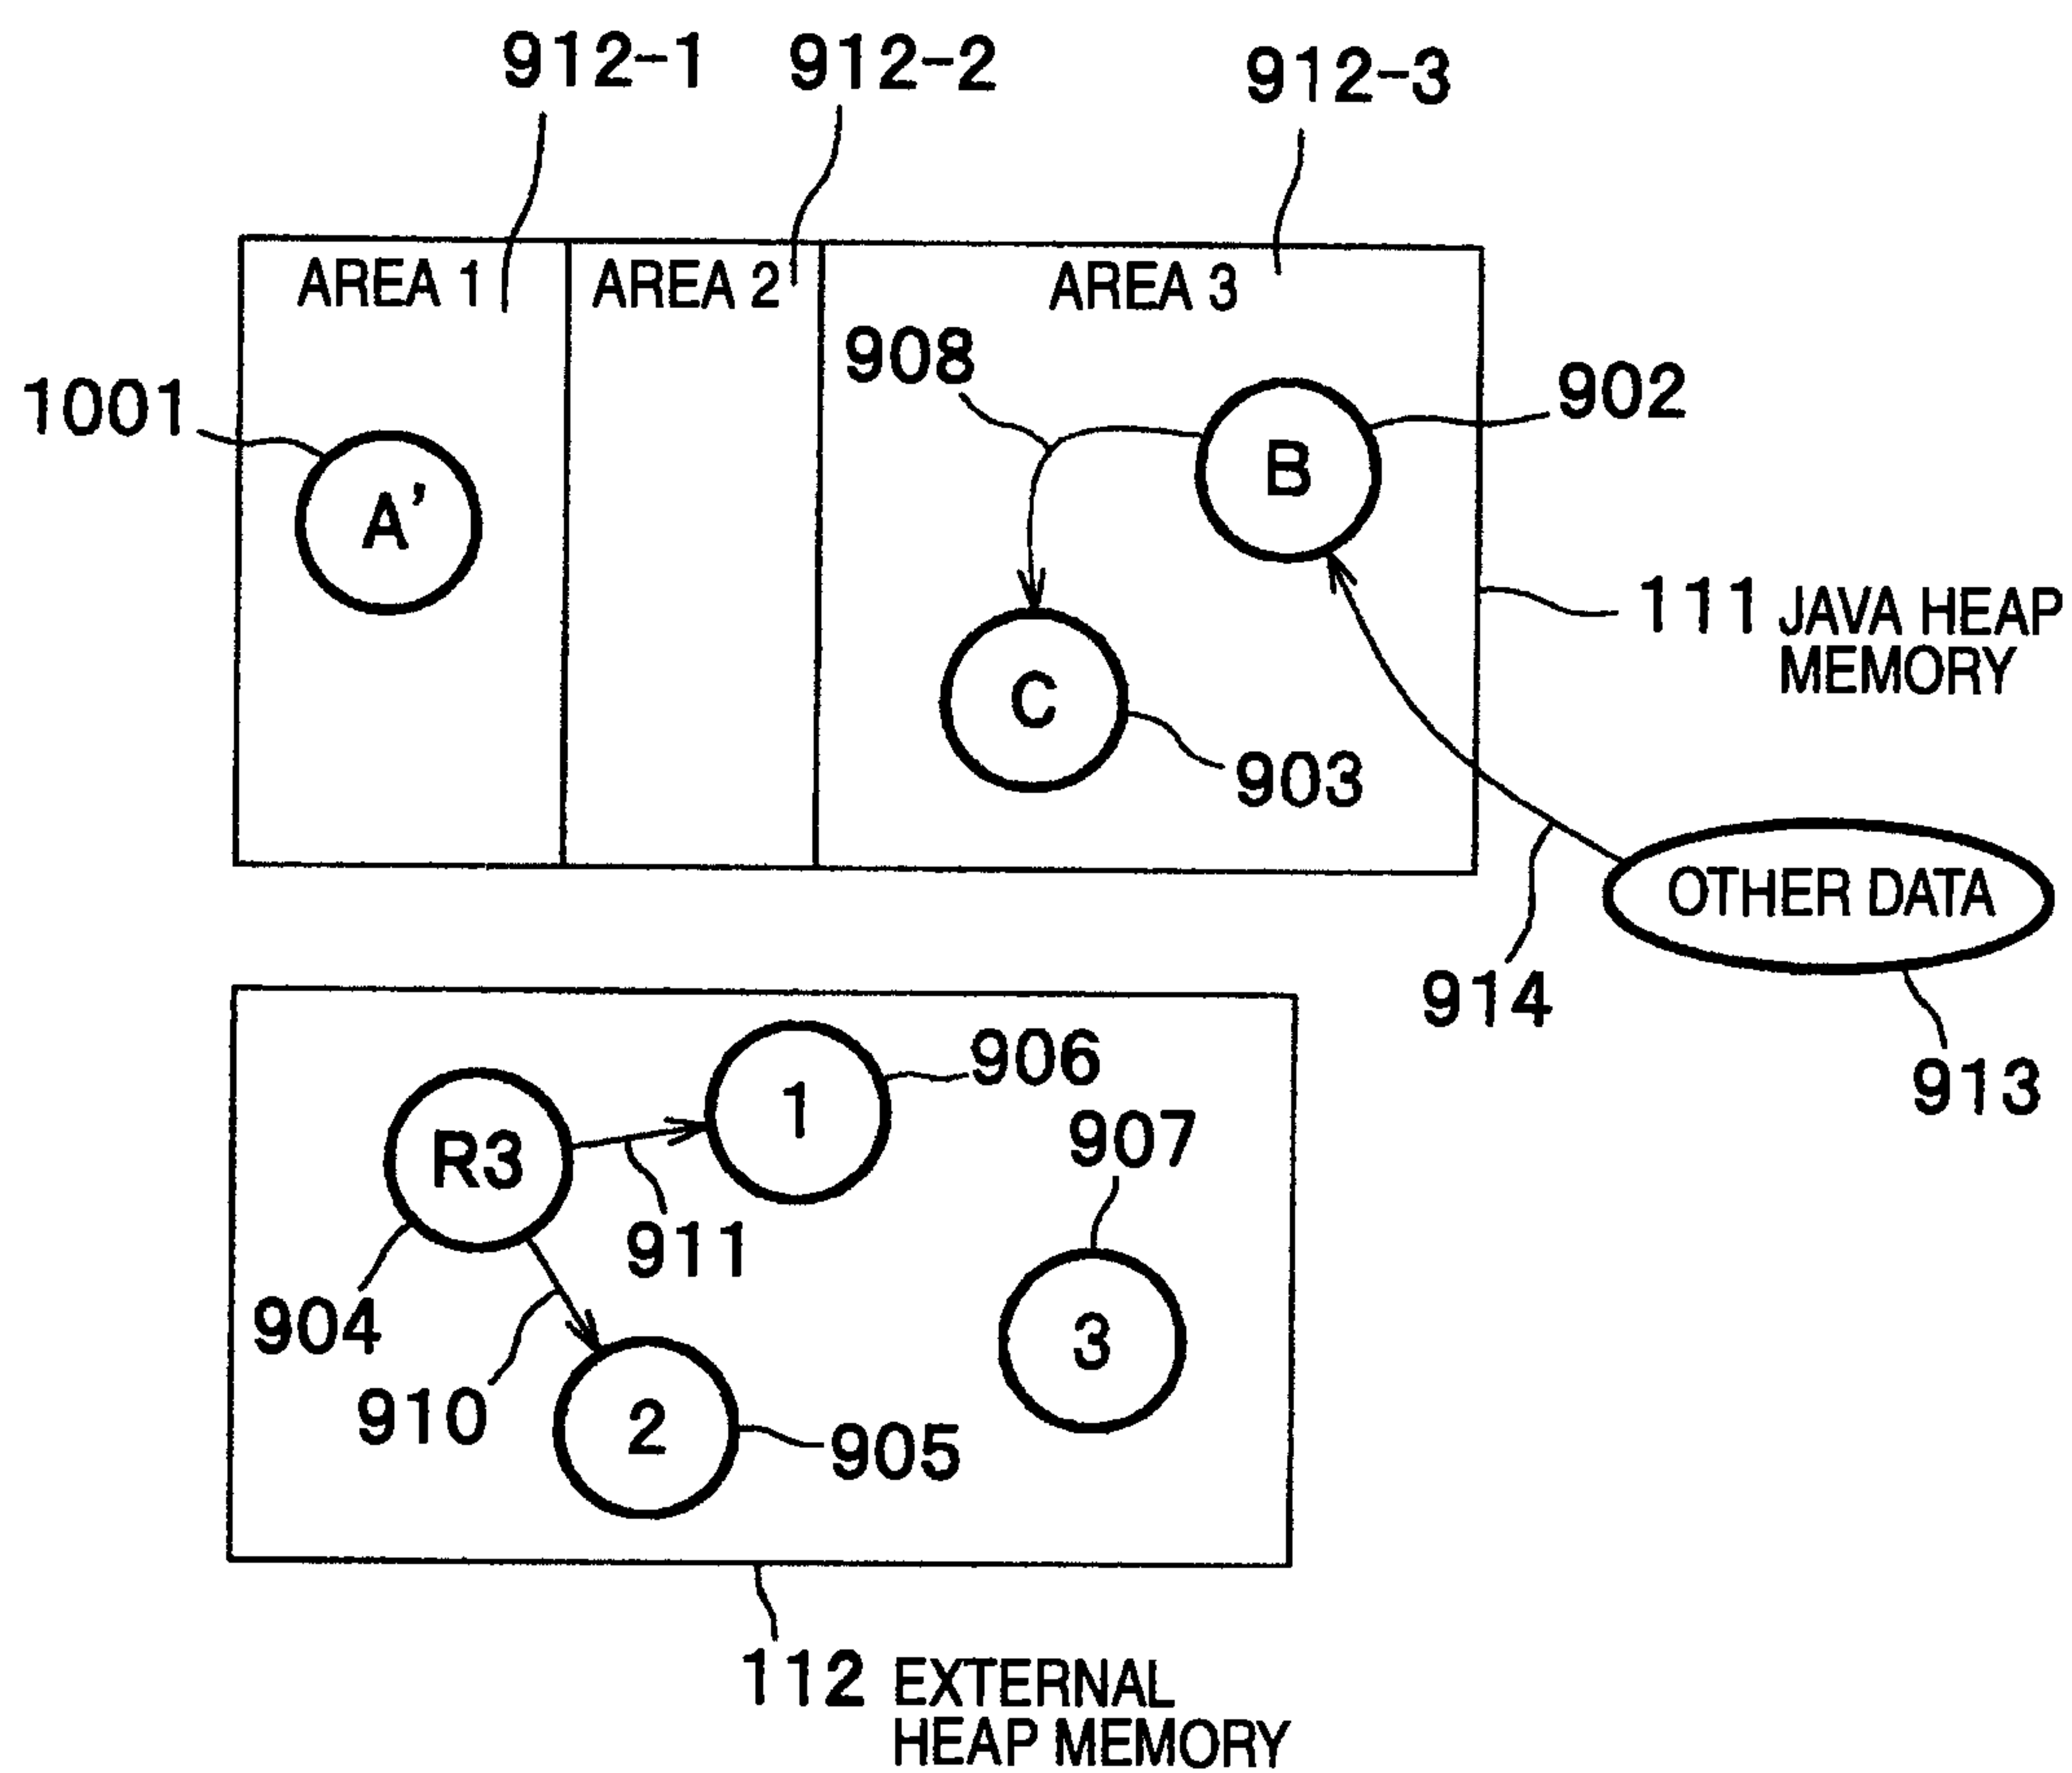 912-1 912-2 912-3
AREA 1 AREA 2 AREA 3
908
902
1001
B
A'
111 JAVA HEAP
MEMORY
C
903
OTHER DATA
914
913
906
1
907
R3
911
904
3
910
2
905
112 EXTERNAL
HEAP MEMORY